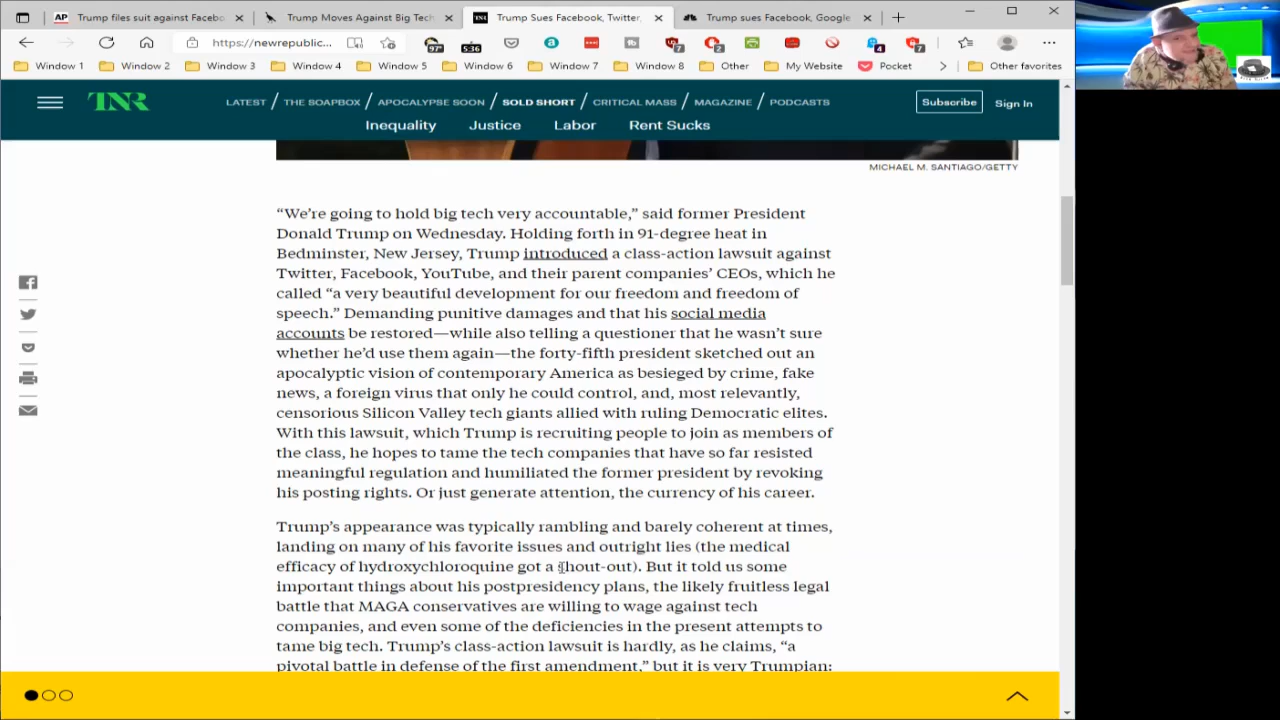 Trump files suit against Facebo
Trump Moves Against Big Tech
Trump Sues Facebook, Twitter,
Trump sues Facebook, Google
https://newrepublic...
97°
5:36
7
2
4
7
Window 1
Window 2
Window 3
Window 4
Window 5
Window 6
Window 7
Window 8
Other
My Website
Pocket
Other favorites
TNR
LATEST / THE SOAPBOX / APOCALYPSE SOON / SOLD SHORT / CRITICAL MASS / MAGAZINE / PODCASTS
Subscribe
Sign In
Inequality Justice Labor Rent Sucks
MICHAEL M. SANTIAGO/GETTY
“We’re going to hold big tech very accountable,” said former President
Donald Trump on Wednesday. Holding forth in 91-degree heat in
Bedminster, New Jersey, Trump introduced a class-action lawsuit against
Twitter, Facebook, YouTube, and their parent companies’ CEOs, which he
called “a very beautiful development for our freedom and freedom of
speech.” Demanding punitive damages and that his social media
accounts be restored—while also telling a questioner that he wasn’t sure
whether he’d use them again—the forty-fifth president sketched out an
apocalyptic vision of contemporary America as besieged by crime, fake
news, a foreign virus that only he could control, and, most relevantly,
censorious Silicon Valley tech giants allied with ruling Democratic elites.
With this lawsuit, which Trump is recruiting people to join as members of
the class, he hopes to tame the tech companies that have so far resisted
meaningful regulation and humiliated the former president by revoking
his posting rights. Or just generate attention, the currency of his career.
Trump’s appearance was typically rambling and barely coherent at times,
landing on many of his favorite issues and outright lies (the medical
efficacy of hydroxychloroquine got a shout-out). But it told us some
important things about his postpresidency plans, the likely fruitless legal
battle that MAGA conservatives are willing to wage against tech
companies, and even some of the deficiencies in the present attempts to
tame big tech. Trump’s class-action lawsuit is hardly, as he claims, “a
pivotal battle in defense of the first amendment,” but it is very Trumpian: